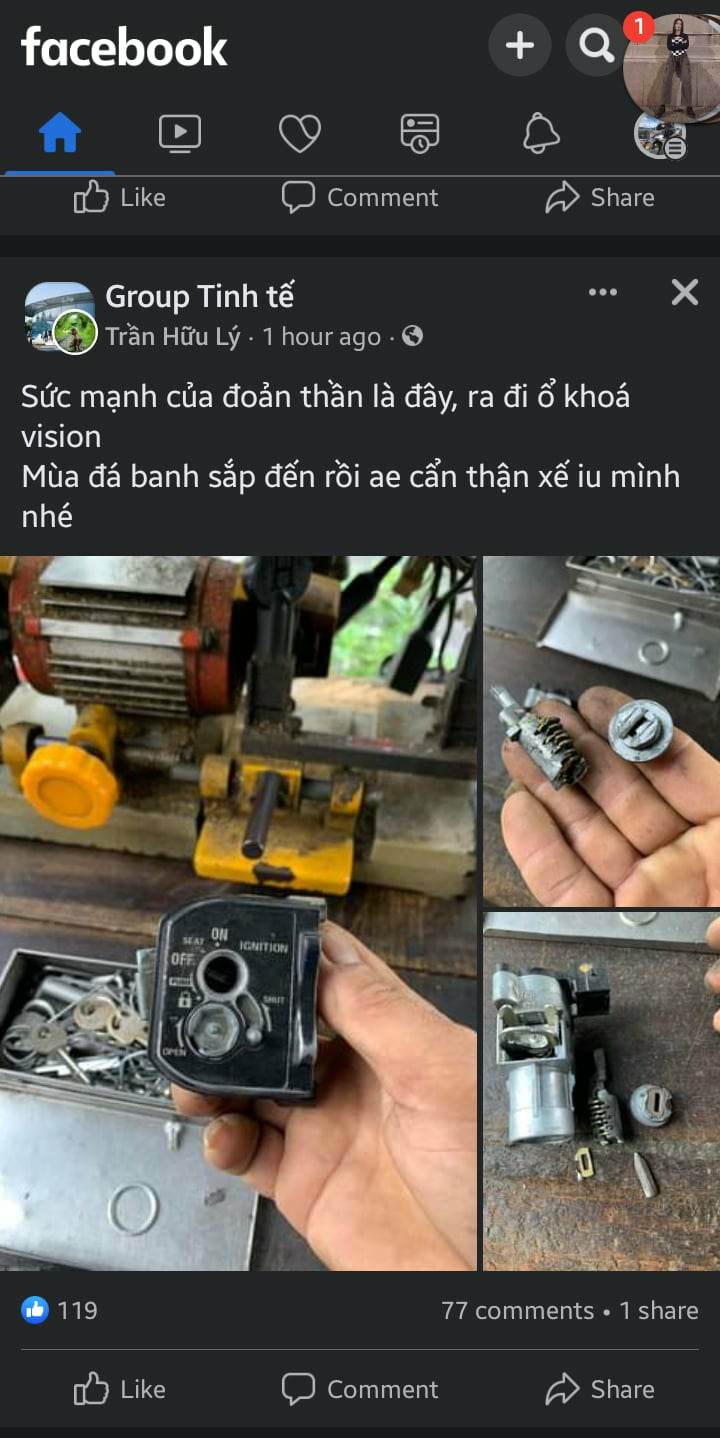 facebook
1
Like Comment Share
Group Tinh tế
Trần Hữu Lý · 1 hour ago ·
Sức mạnh của đoản thần là đây, ra đi ổ khoá
vision
Mùa đá banh sắp đến rồi ae cẩn thận xế iu mình
nhé
ON
SEAT
IGNITION
OFF
PUSH
SHUT
OPEN
119
77 comments • 1 share
Like Comment Share